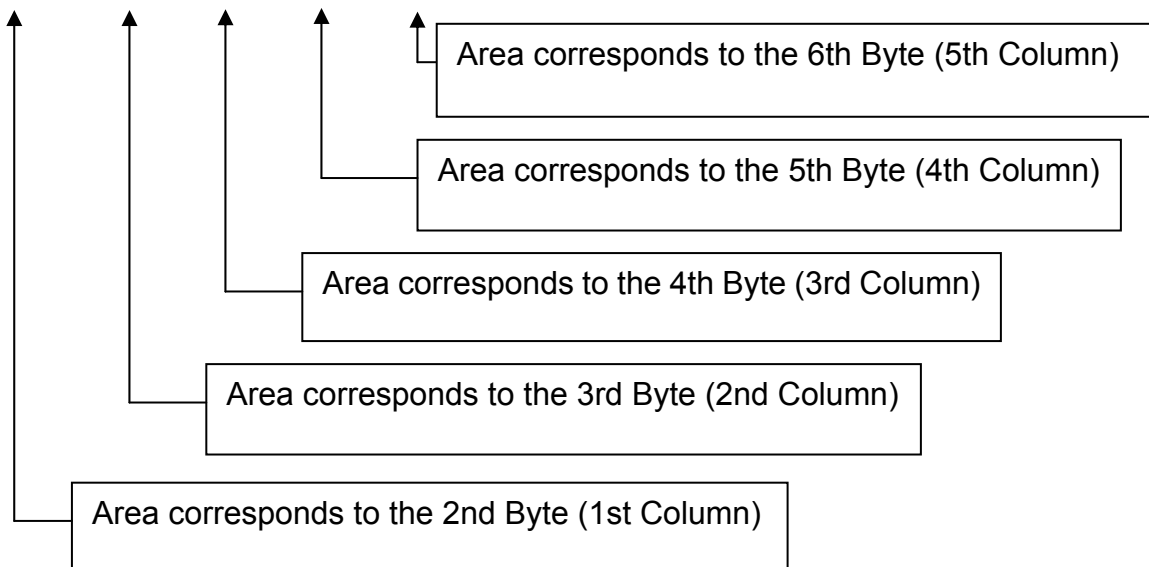 Area corresponds to the 6th Byte (5th Column)
Area corresponds to the 5th Byte (4th Column)
Area corresponds to the 4th Byte (3rd Column)
Area corresponds to the 3rd Byte (2nd Column)
Area corresponds to the 2nd Byte (1st Column)